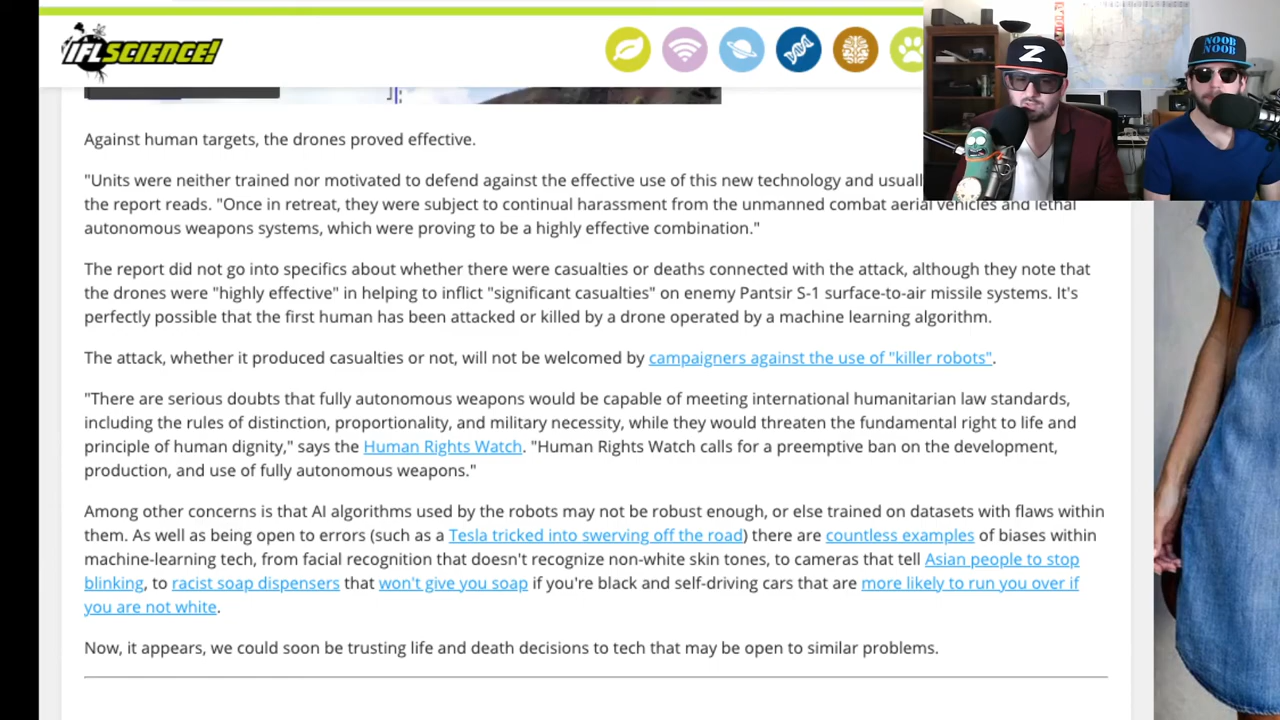 IFLSCIENCE!
Z
NOOB
NOOB
Against human targets, the drones proved effective.
"Units were neither trained nor motivated to defend against the effective use of this new technology and usuall
the report reads. "Once in retreat, they were subject to continual harassment from the unmanned combat aerial vehicles and lethal
autonomous weapons systems, which were proving to be a highly effective combination."
The report did not go into specifics about whether there were casualties or deaths connected with the attack, although they note that
the drones were "highly effective" in helping to inflict "significant casualties" on enemy Pantsir S-1 surface-to-air missile systems. It's
perfectly possible that the first human has been attacked or killed by a drone operated by a machine learning algorithm.
The attack, whether it produced casualties or not, will not be welcomed by campaigners against the use of "killer robots".
"There are serious doubts that fully autonomous weapons would be capable of meeting international humanitarian law standards,
including the rules of distinction, proportionality, and military necessity, while they would threaten the fundamental right to life and
principle of human dignity," says the Human Rights Watch. "Human Rights Watch calls for a preemptive ban on the development,
production, and use of fully autonomous weapons."
Among other concerns is that AI algorithms used by the robots may not be robust enough, or else trained on datasets with flaws within
them. As well as being open to errors (such as a Tesla tricked into swerving off the road) there are countless examples of biases within
machine-learning tech, from facial recognition that doesn't recognize non-white skin tones, to cameras that tell Asian people to stop
blinking, to racist soap dispensers that won't give you soap if you're black and self-driving cars that are more likely to run you over if
you are not white.
Now, it appears, we could soon be trusting life and death decisions to tech that may be open to similar problems.